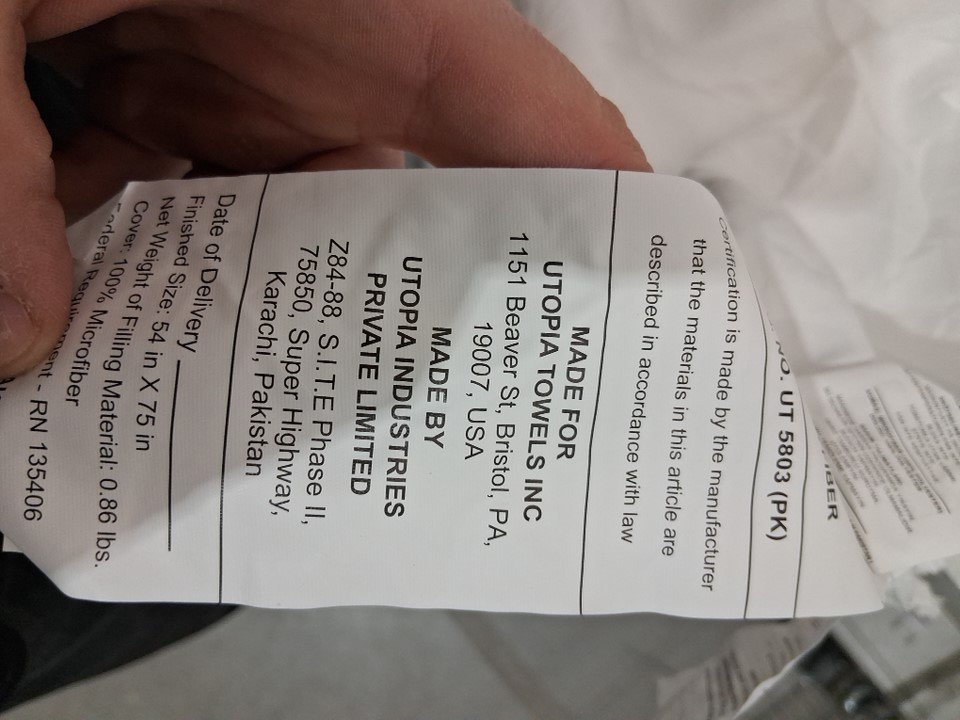 NO. UT 5803 (PK)
Certification is made by the manufacturer
that the materials in this article are
described in accordance with law
MADE FOR
UTOPIA TOWELS INC
1151 Beaver St, Bristol, PA,
19007, USA
MADE BY
UTOPIA INDUSTRIES
PRIVATE LIMITED
Z84-88, S.I.T.E Phase II,
75850, Super Highway,
Karachi, Pakistan
Date of Delivery
Finished Size: 54 in X 75 in
Net Weight of Filling Material: 0.86 lbs.
Cover: 100% Microfiber
Federal Requirement - RN 135406